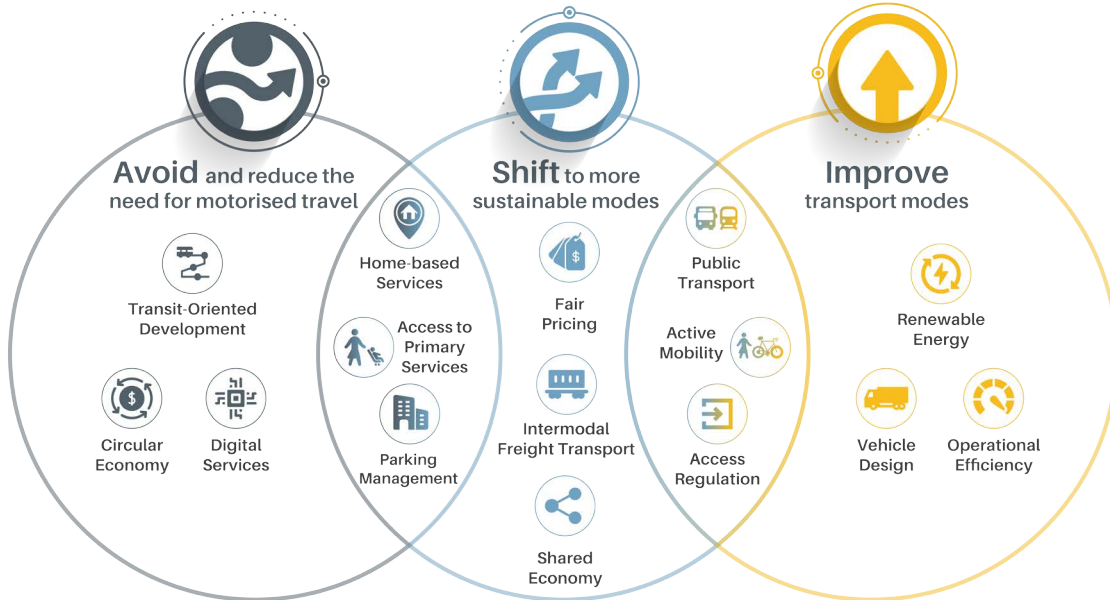 Avoid and reduce the
need for motorised travel
Transit-Oriented
Development
Circular
Economy
Digital
Services
Home-based
Services
Access to
Primary
Services
Parking
Management
Shift to more
sustainable modes
Fair
Pricing
Intermodal
Freight Transport
Shared
Economy
Public
Transport
Active
Mobility
Access
Regulation
Improve
transport modes
Renewable
Energy
Vehicle
Design
Operational
Efficiency